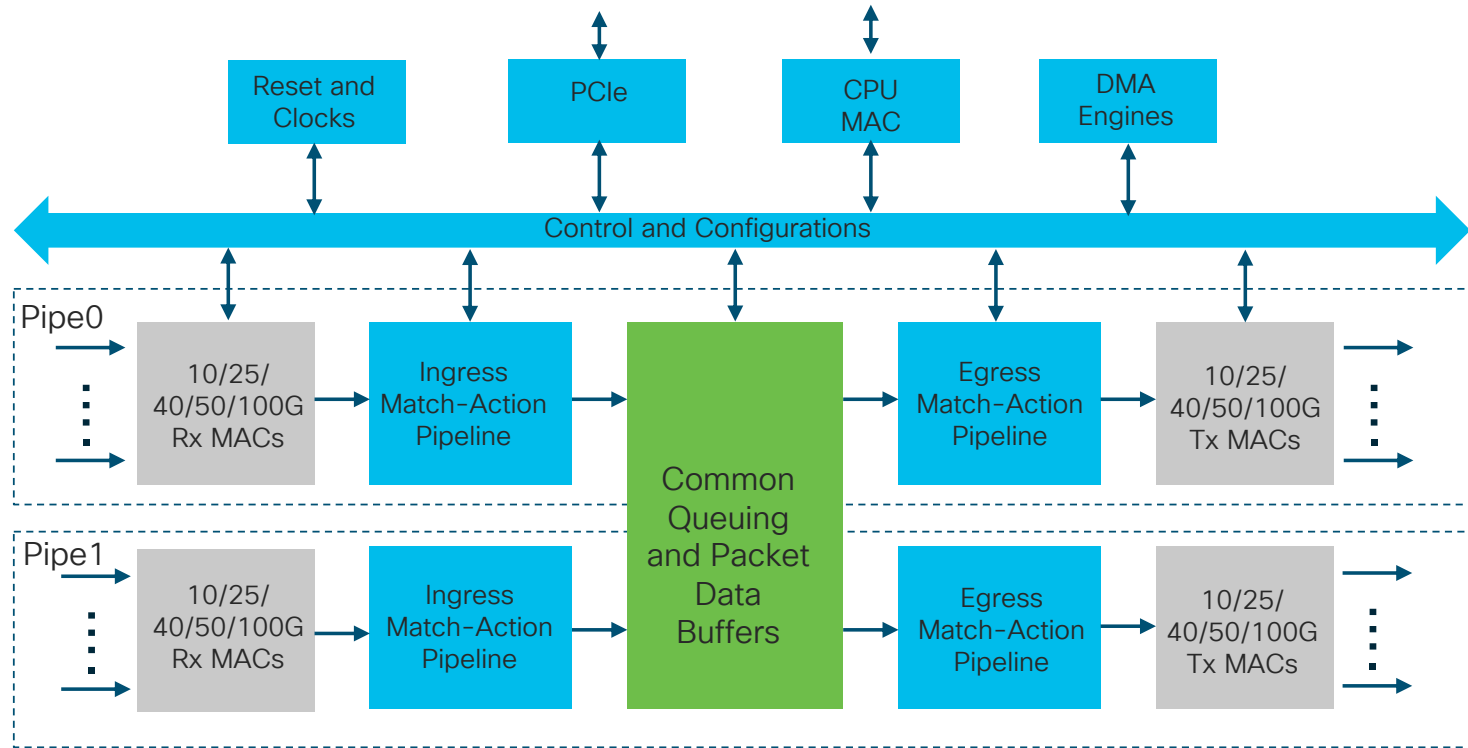 Reset and
Clocks
PCIe
CPU
MAC
DMA
Engines
Control and Configurations
Pipe0
10/25/
40/50/100G
Rx MACs
Ingress
Match-Action
Pipeline
Common
Queuing
and Packet
Data
Buffers
Egress
Match-Action
Pipeline
10/25/
40/50/100G
Tx MACs
Pipe1
10/25/
40/50/100G
Rx MACs
Ingress
Match-Action
Pipeline
Egress
Match-Action
Pipeline
10/25/
40/50/100G
Tx MACs